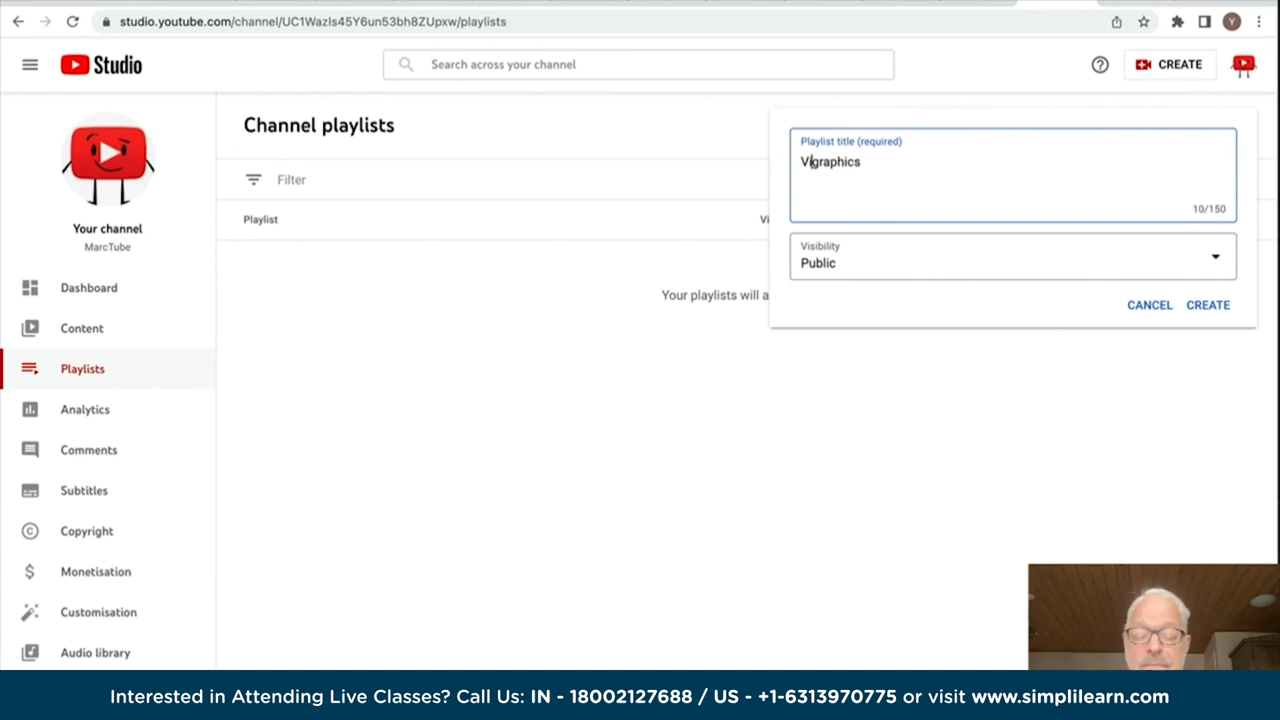 studio.youtube.com/channel/UC1Wazls45Y6un53bh8ZUpxw/playlists
Y
Studio
Search across your channel
CREATE
Channel playlists
Playlist title (required)
Vigraphics
10/150
Filter
Playlist
Vi
Visibility
Public
Your playlists will a
CANCEL
CREATE
Your channel
MarcTube
Dashboard
Content
Playlists
Analytics
Comments
Subtitles
Copyright
Monetisation
Customisation
Audio library
Interested in Attending Live Classes? Call Us: IN - 18002127688 / US - +1-6313970775 or visit www.simplilearn.com